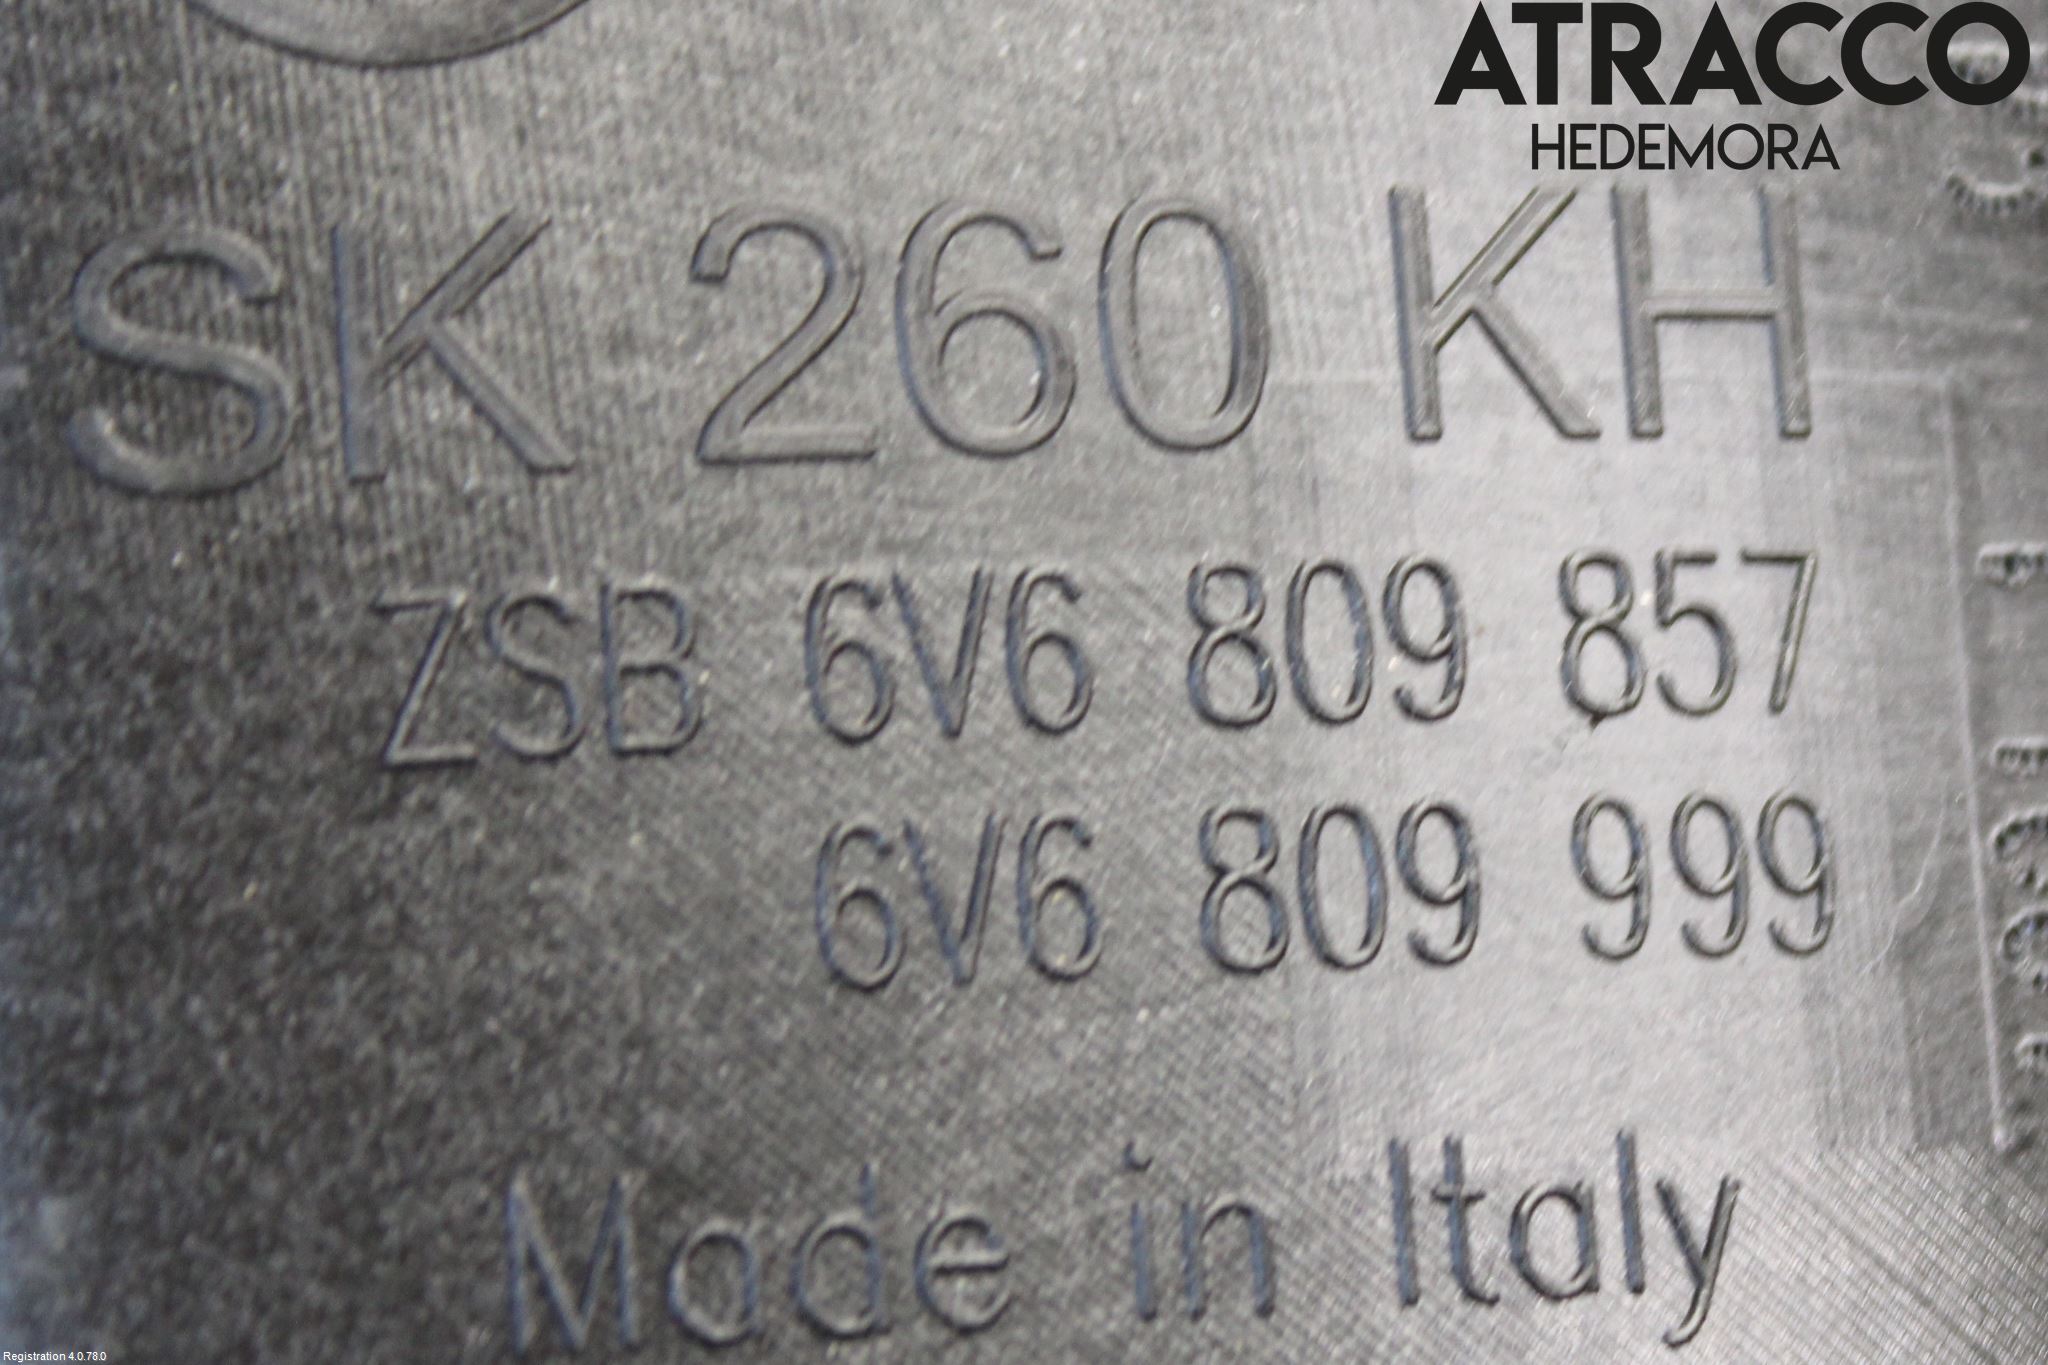 ATRACCO
HEDEMORA
SK 260 KH
ZSB 6V6 809 857
6V6 809 999
Made in Italy
Registration 4.0.78.0